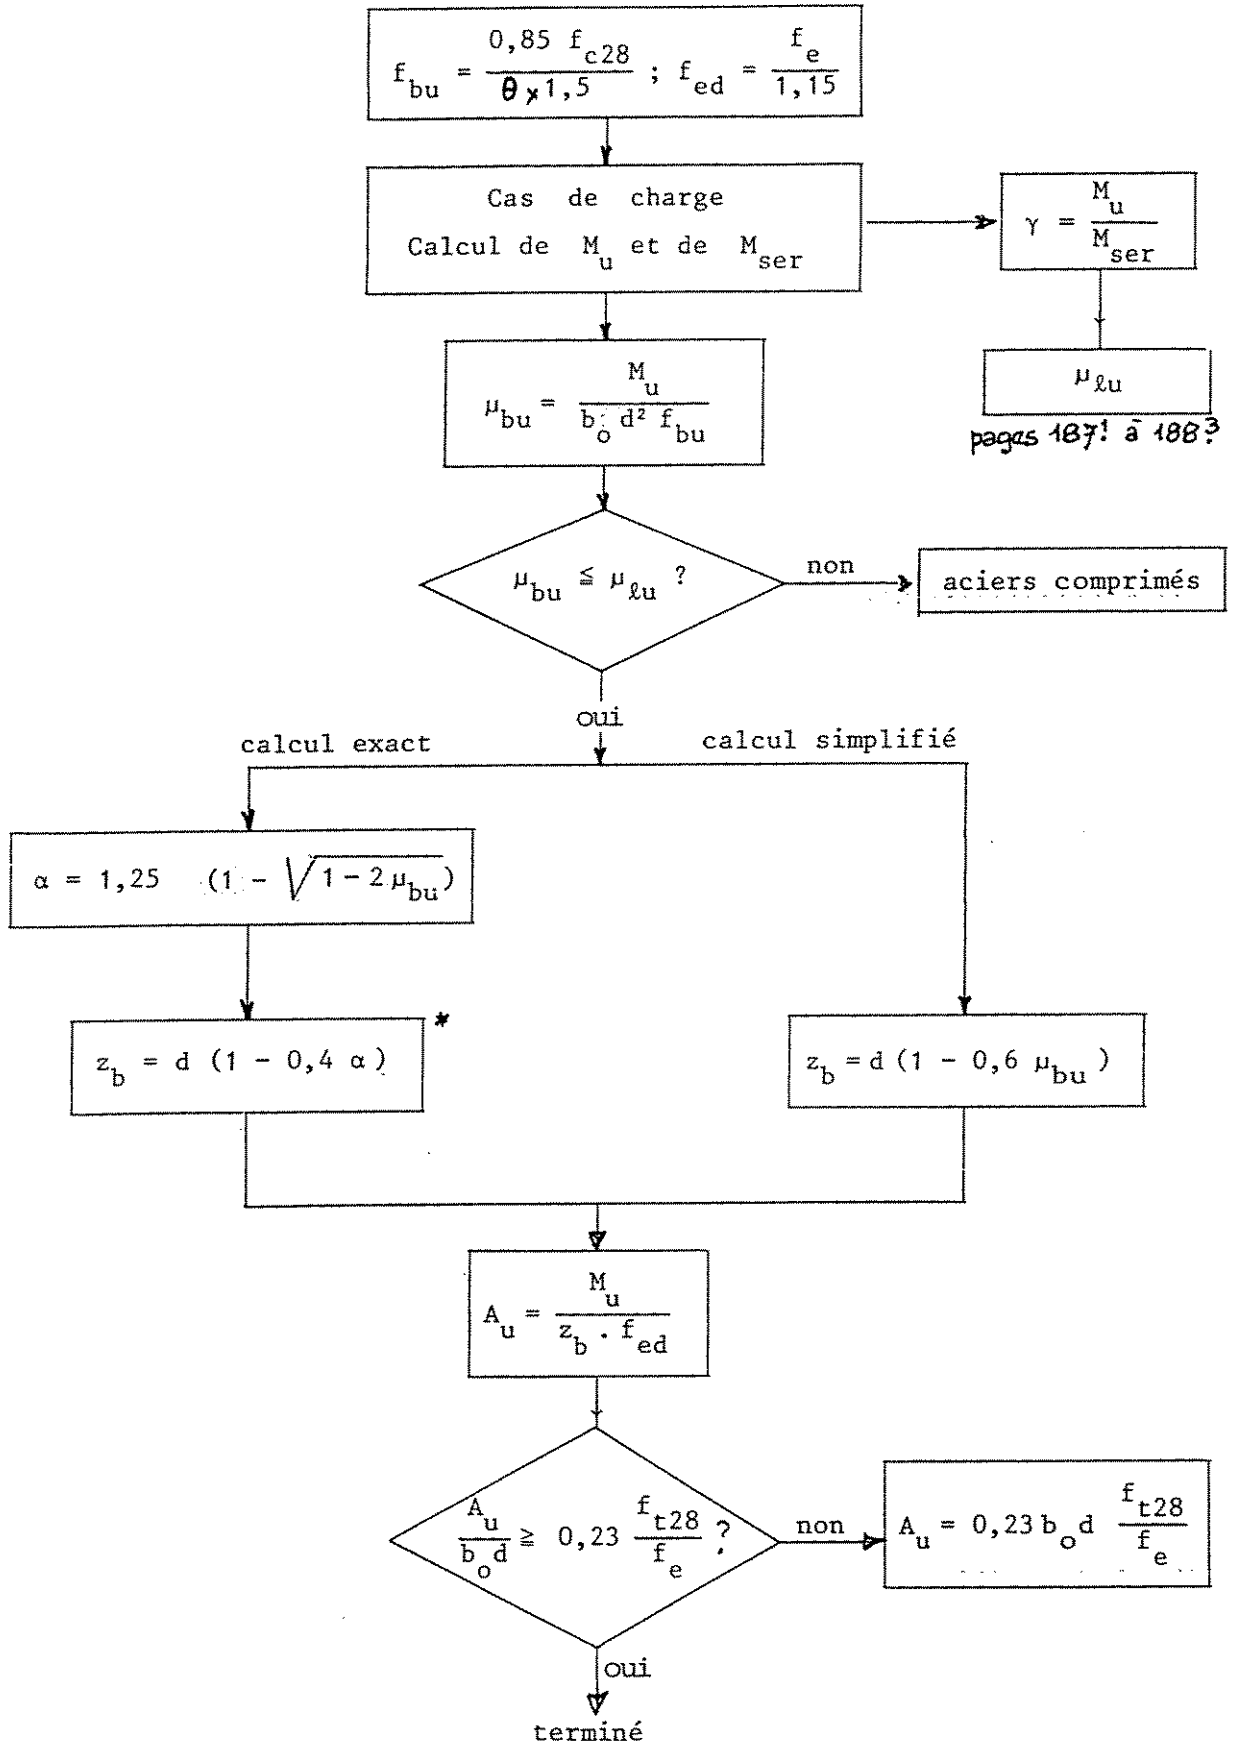 f_bu = 0,85 f_c28 / θ x 1,5 ; f_ed = f_e / 1,15
Cas de charge
Calcul de M_u et de M_ser
γ = M_u / M_ser
μ_bu = M_u / b_o d² f_bu
μ_ℓu
pages 187! à 188?
μ_bu ≦ μ_ℓu ?
non
aciers comprimés
oui
calcul exact
calcul simplifié
α = 1,25 (1 - √1 - 2 μ_bu)
z_b = d (1 - 0,4 α) *
z_b = d (1 - 0,6 μ_bu)
A_u = M_u / z_b . f_ed
A_u / b_o d ≧ 0,23 f_t28 / f_e ?
non
A_u = 0,23 b_o d f_t28 / f_e
oui
terminé